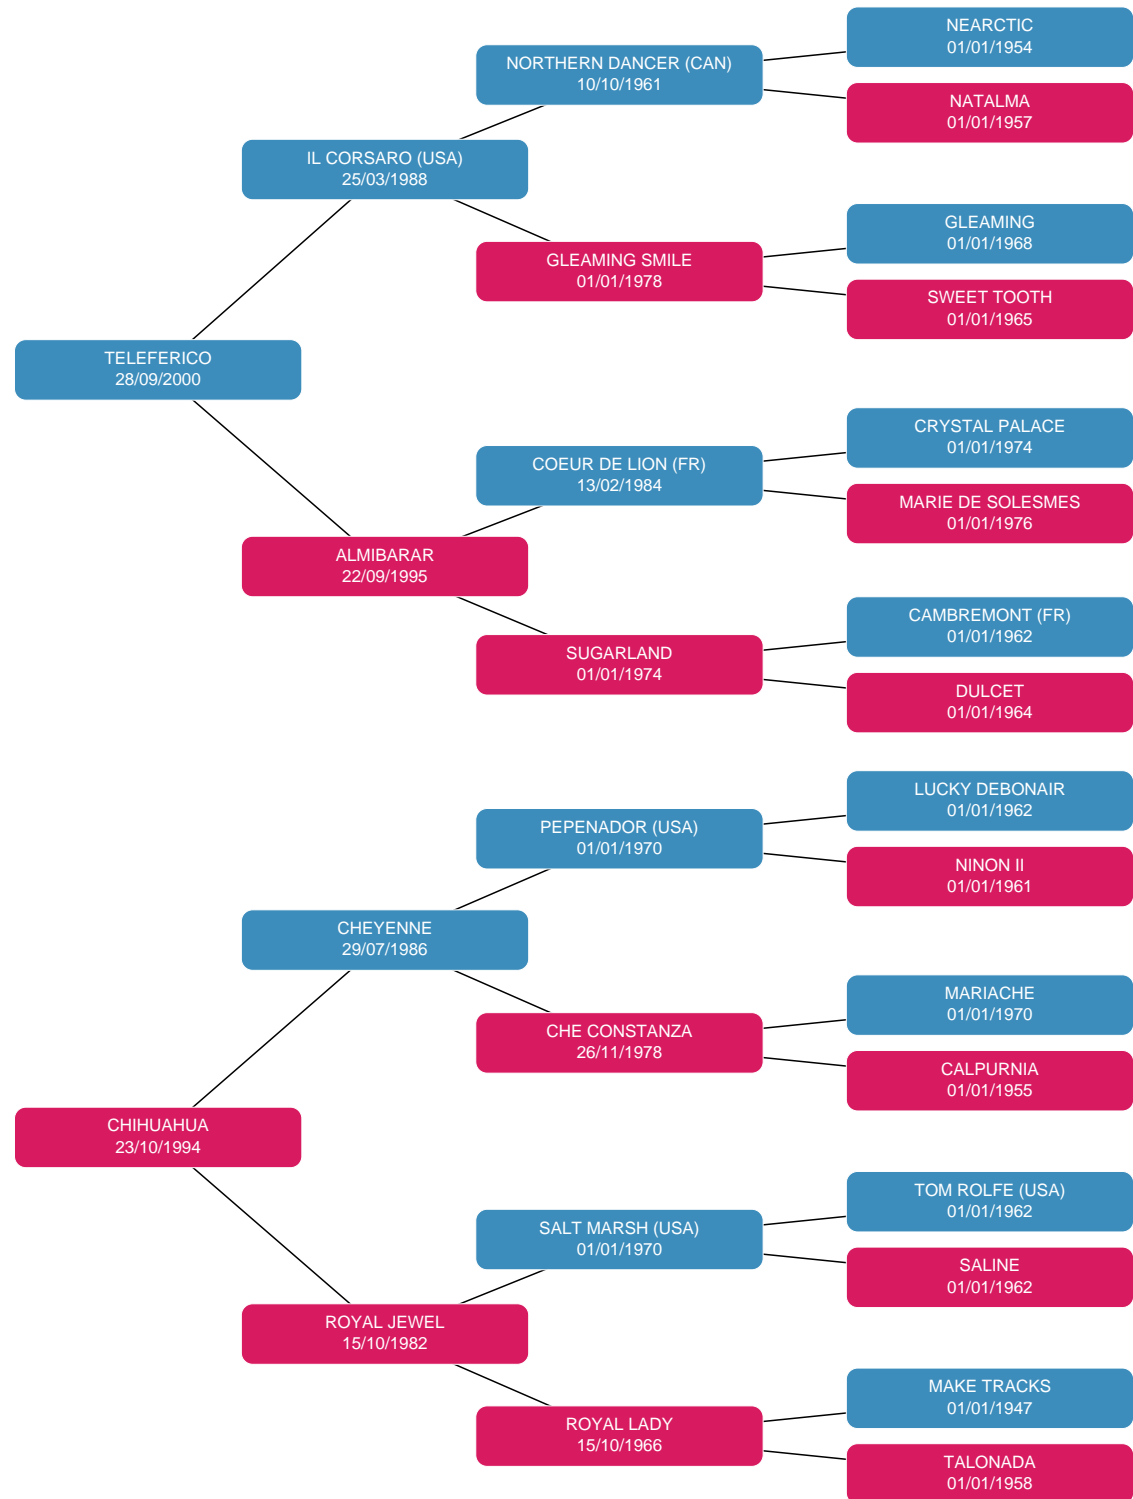 NEARCTIC
01/01/1954
NORTHERN DANCER (CAN)
10/10/1961
NATALMA
01/01/1957
IL CORSARO (USA)
25/03/1988
GLEAMING
01/01/1968
GLEAMING SMILE
01/01/1978
SWEET TOOTH
01/01/1965
TELEFERICO
28/09/2000
CRYSTAL PALACE
01/01/1974
COEUR DE LION (FR)
13/02/1984
MARIE DE SOLESMES
01/01/1976
ALMIBARAR
22/09/1995
CAMBREMONT (FR)
01/01/1962
SUGARLAND
01/01/1974
DULCET
01/01/1964
LUCKY DEBONAIR
01/01/1962
PEPENADOR (USA)
01/01/1970
NINON II
01/01/1961
CHEYENNE
29/07/1986
MARIACHE
01/01/1970
CHE CONSTANZA
26/11/1978
CALPURNIA
01/01/1955
CHIHUAHUA
23/10/1994
TOM ROLFE (USA)
01/01/1962
SALT MARSH (USA)
01/01/1970
SALINE
01/01/1962
ROYAL JEWEL
15/10/1982
MAKE TRACKS
01/01/1947
ROYAL LADY
15/10/1966
TALONADA
01/01/1958